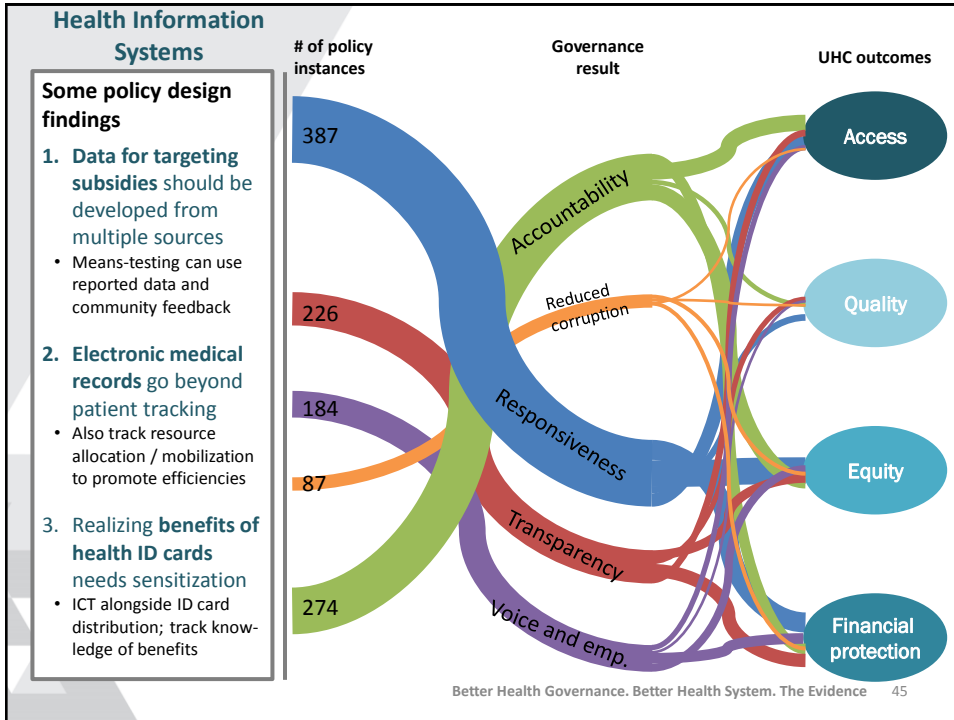 Health Information
Systems
Some policy design
findings
1. Data for targeting
subsidies should be
developed from
multiple sources
• Means-testing can use
reported data and
community feedback
2. Electronic medical
records go beyond
patient tracking
• Also track resource
allocation / mobilization
to promote efficiencies
3. Realizing benefits of
health ID cards
needs sensitization
• ICT alongside ID card
distribution; track know-
ledge of benefits
# of policy
instances
387
226
184
87
274
Governance
result
Accountability
Reduced
corruption
Responsiveness
Transparency
Voice and emp.
UHC outcomes
Access
Quality
Equity
Financial
protection
Better Health Governance. Better Health System. The Evidence 45